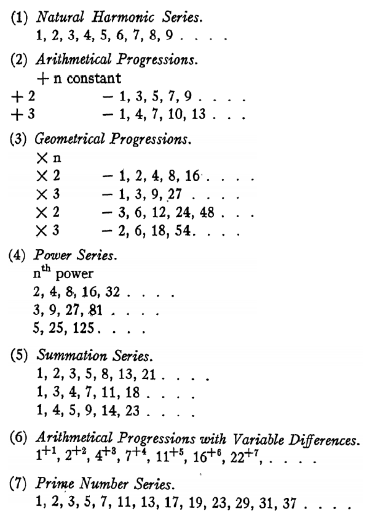 (1) Natural Harmonic Series.
1, 2, 3, 4, 5, 6, 7, 8, 9 . . . .
(2) Arithmetical Progressions.
+ n constant
+ 2 — 1, 3, 5, 7, 9 . . . .
+ 3 — 1, 4, 7, 10, 13 . . .
(3) Geometrical Progressions.
× n
× 2 — 1, 2, 4, 8, 16 . . . .
× 3 — 1, 3, 9, 27 . . . .
× 2 — 3, 6, 12, 24, 48 . . .
× 3 — 2, 6, 18, 54. . . .
(4) Power Series.
nᵗʰ power
2, 4, 8, 16, 32 . . . .
3, 9, 27, 81 . . . .
5, 25, 125. . . .
(5) Summation Series.
1, 2, 3, 5, 8, 13, 21 . . . .
1, 3, 4, 7, 11, 18 . . . .
1, 4, 5, 9, 14, 23 . . . .
(6) Arithmetical Progressions with Variable Differences.
1⁺¹, 2⁺², 4⁺³, 7⁺⁴, 11⁺⁵, 16⁺⁶, 22⁺⁷, . . . .
(7) Prime Number Series.
1, 2, 3, 5, 7, 11, 13, 17, 19, 23, 29, 31, 37 . . . .